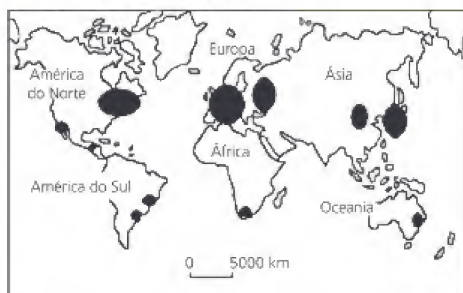 Europa
Ásia
América
do Norte
África
América do Sul
Oceania
0 5000 km